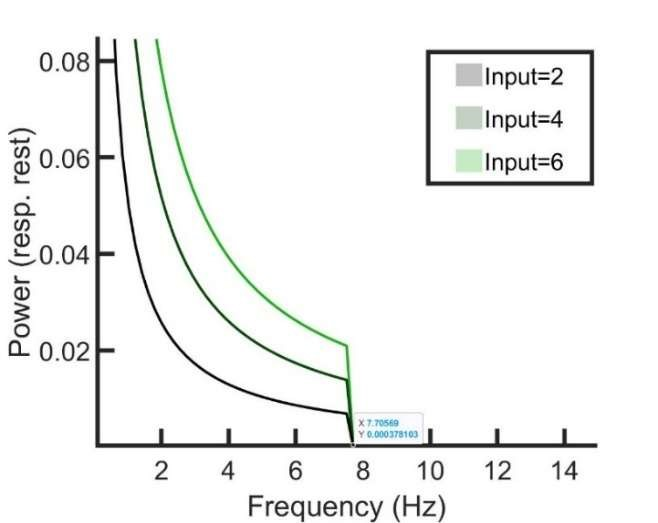 0.08
0.06
0.04
0.02
Power (resp. rest)
Input=2
Input=4
Input=6
X 7.70569
Y 0.000378103
2 4 6 8 10 12 14
Frequency (Hz)